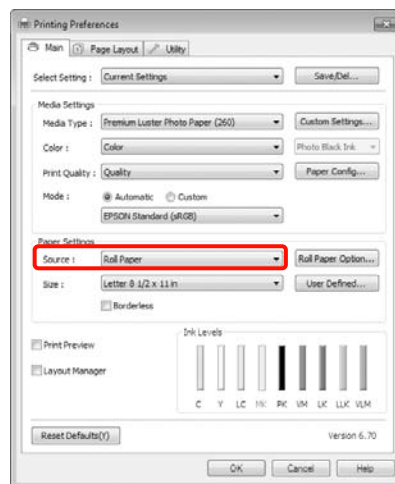 Printing Preferences
Main Page Layout Utility
Select Setting : Current Settings Save/Del...
Media Settings
Media Type : Premium Luster Photo Paper (260) Custom Settings...
Color : Color Photo Black Ink
Print Quality : Quality Paper Config...
Mode : Automatic Custom
EPSON Standard (sRGB)
Paper Settings
Source : Roll Paper Roll Paper Option...
Size : Letter 8 1/2 x 11 in User Defined...
Borderless
Ink Levels
Print Preview
Layout Manager
C Y LC MK PK VM LK LLK VLM
Reset Defaults(Y) Version 6.70
OK Cancel Help